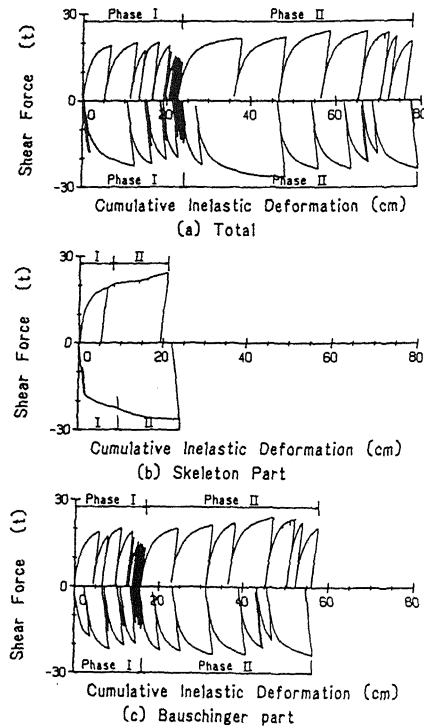 Phase I Phase II
30
Shear Force (t)
0
0 20 40 60 80
-30
Phase I Phase II
Cumulative Inelastic Deformation (cm)
(a) Total
30
I II
Shear Force (t)
0
0 20 40 60 80
-30
I II
Cumulative Inelastic Deformation (cm)
(b) Skeleton Part
30
Phase I Phase II
Shear Force (t)
0
0 20 40 60 80
-30
Phase I Phase II
Cumulative Inelastic Deformation (cm)
(c) Bauschinger part